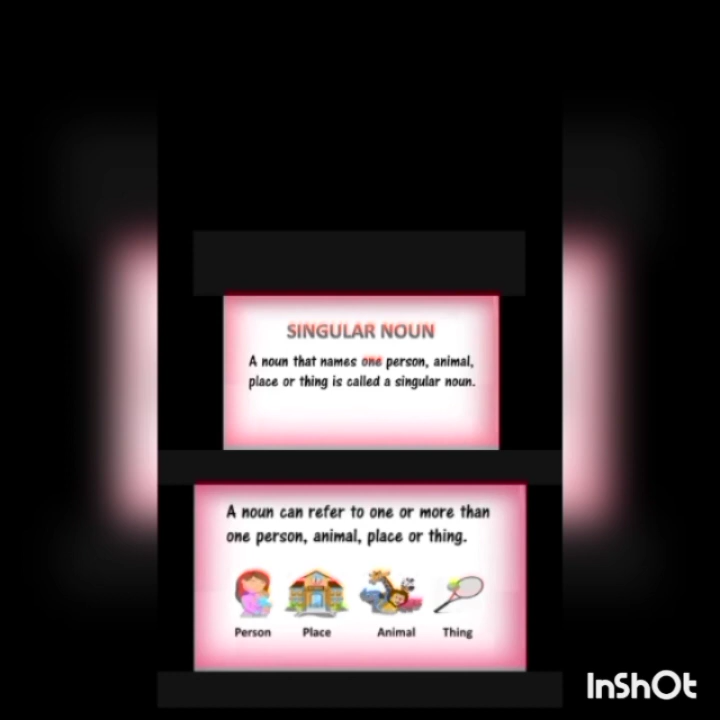 SINGULAR NOUN
A noun that names one person, animal,
place or thing is called a singular noun.
A noun can refer to one or more than
one person, animal, place or thing.
Person Place Animal Thing
InShOt